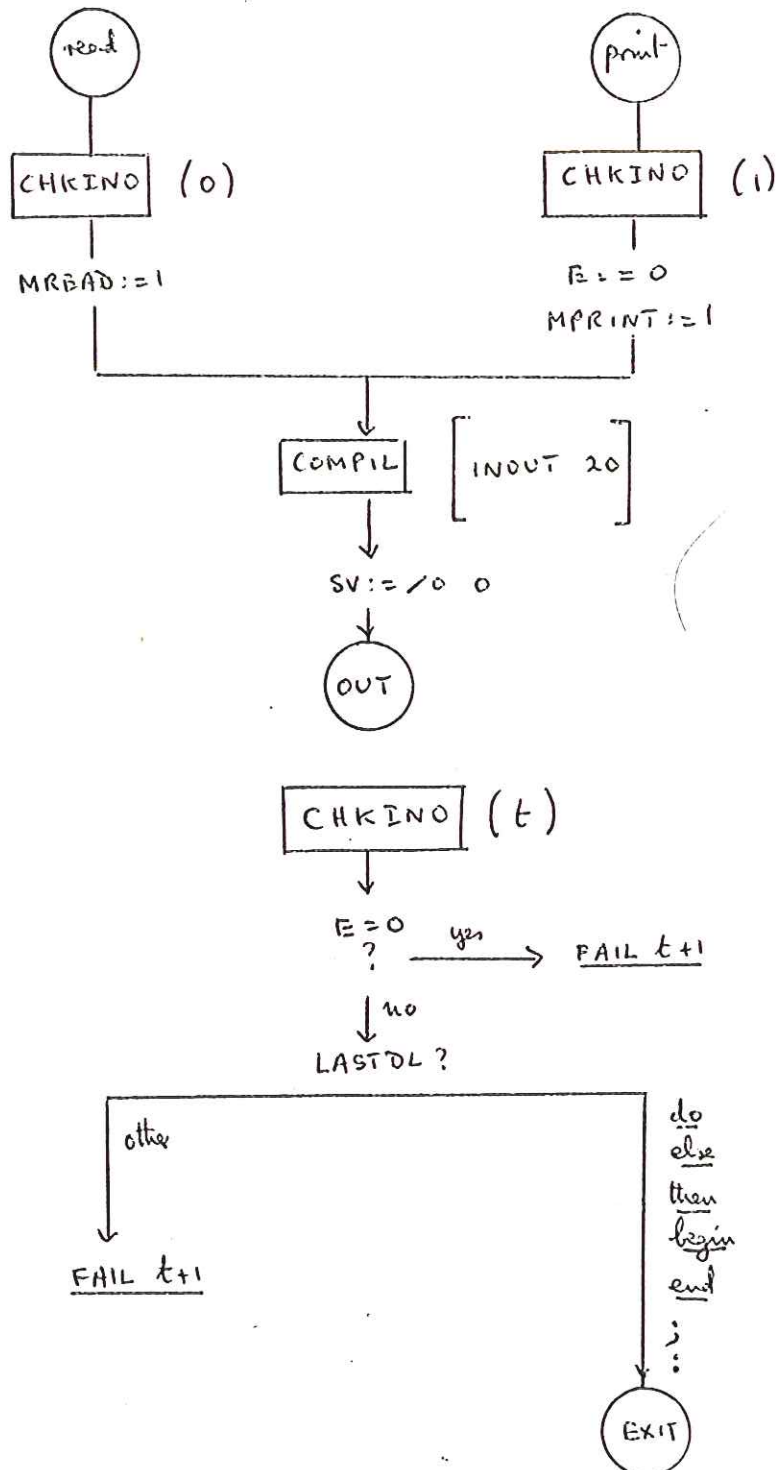 read
print
CHKINO (0)
CHKINO (1)
MREAD:=1
E:=0
MPRINT:=1
COMPIL [INOUT 20]
SV:=/0 0
OUT
CHKINO (t)
E=0
?
yes
FAIL t+1
no
LASTDL?
other
do
else
then
begin
end
;
:
FAIL t+1
EXIT